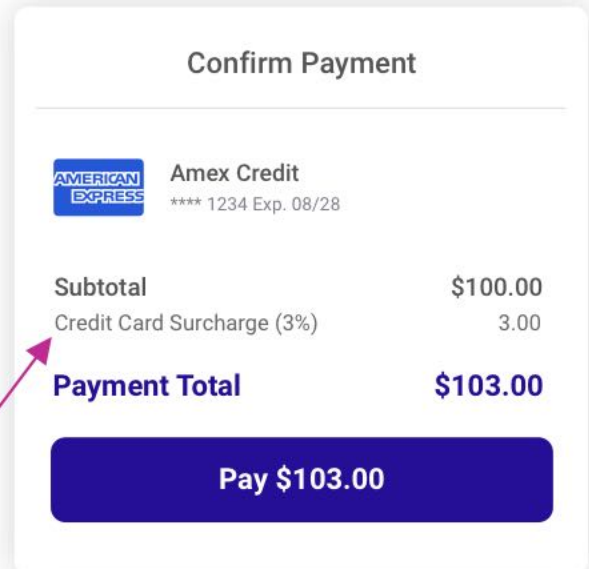 Confirm Payment
AMERICAN
EXPRESS
Amex Credit
**** 1234 Exp. 08/28
Subtotal $100.00
Credit Card Surcharge (3%) 3.00
Payment Total $103.00
Pay $103.00